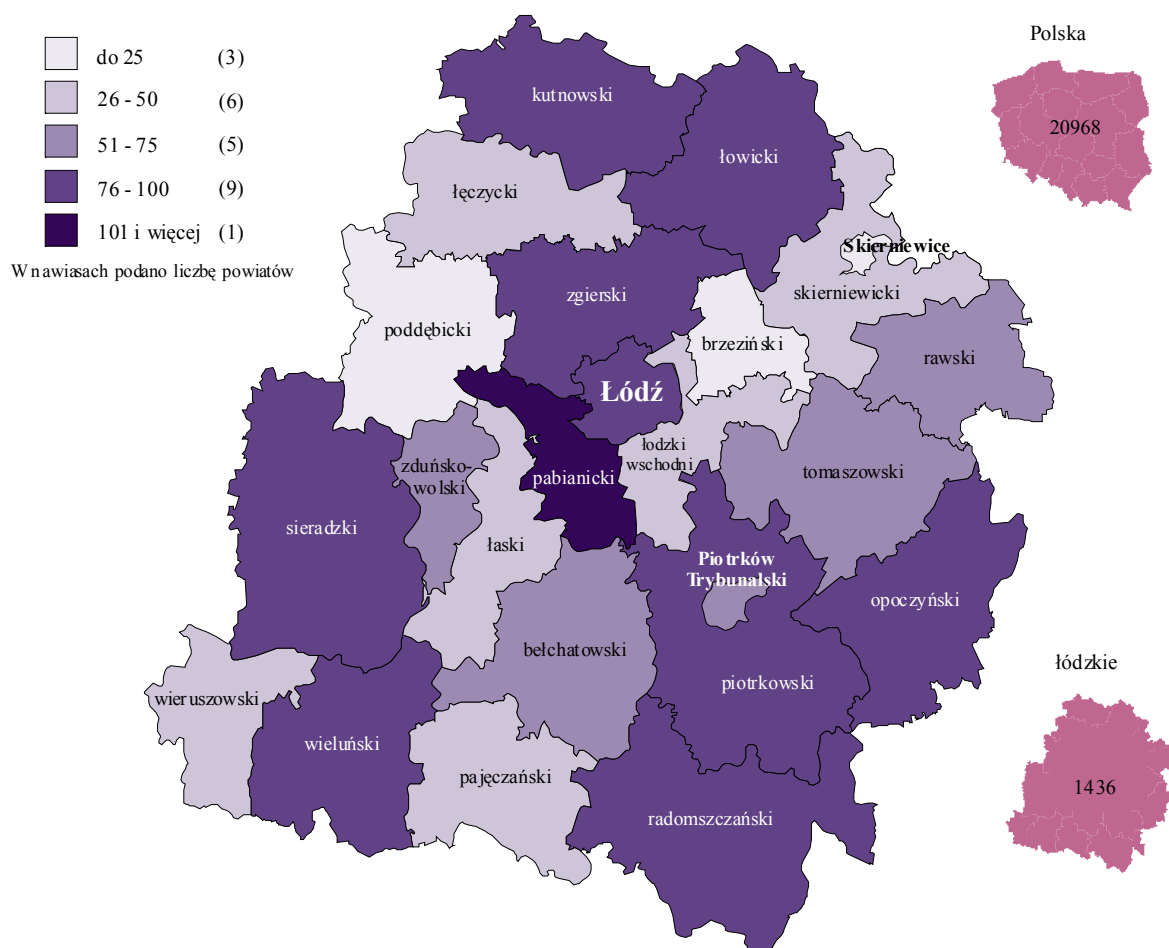 do 25 (3)
26 - 50 (6)
51 - 75 (5)
76 - 100 (9)
101 i więcej (1)
W nawiasach podano liczbę powiatów
Polska
20968
kutnowski
łowicki
łęczycki
Skierniewice
skierniewicki
zgierski
poddębicki
brzeziński
rawski
Łódź
łodzki
wschodni
zduńsko-
wolski
pabianicki
tomaszowski
sieradzki
łaski
Piotrków
Trybunalski
opoczyński
bełchatowski
piotrkowski
wieruszowski
wieluński
pajęczański
radomszczański
łódzkie
1436